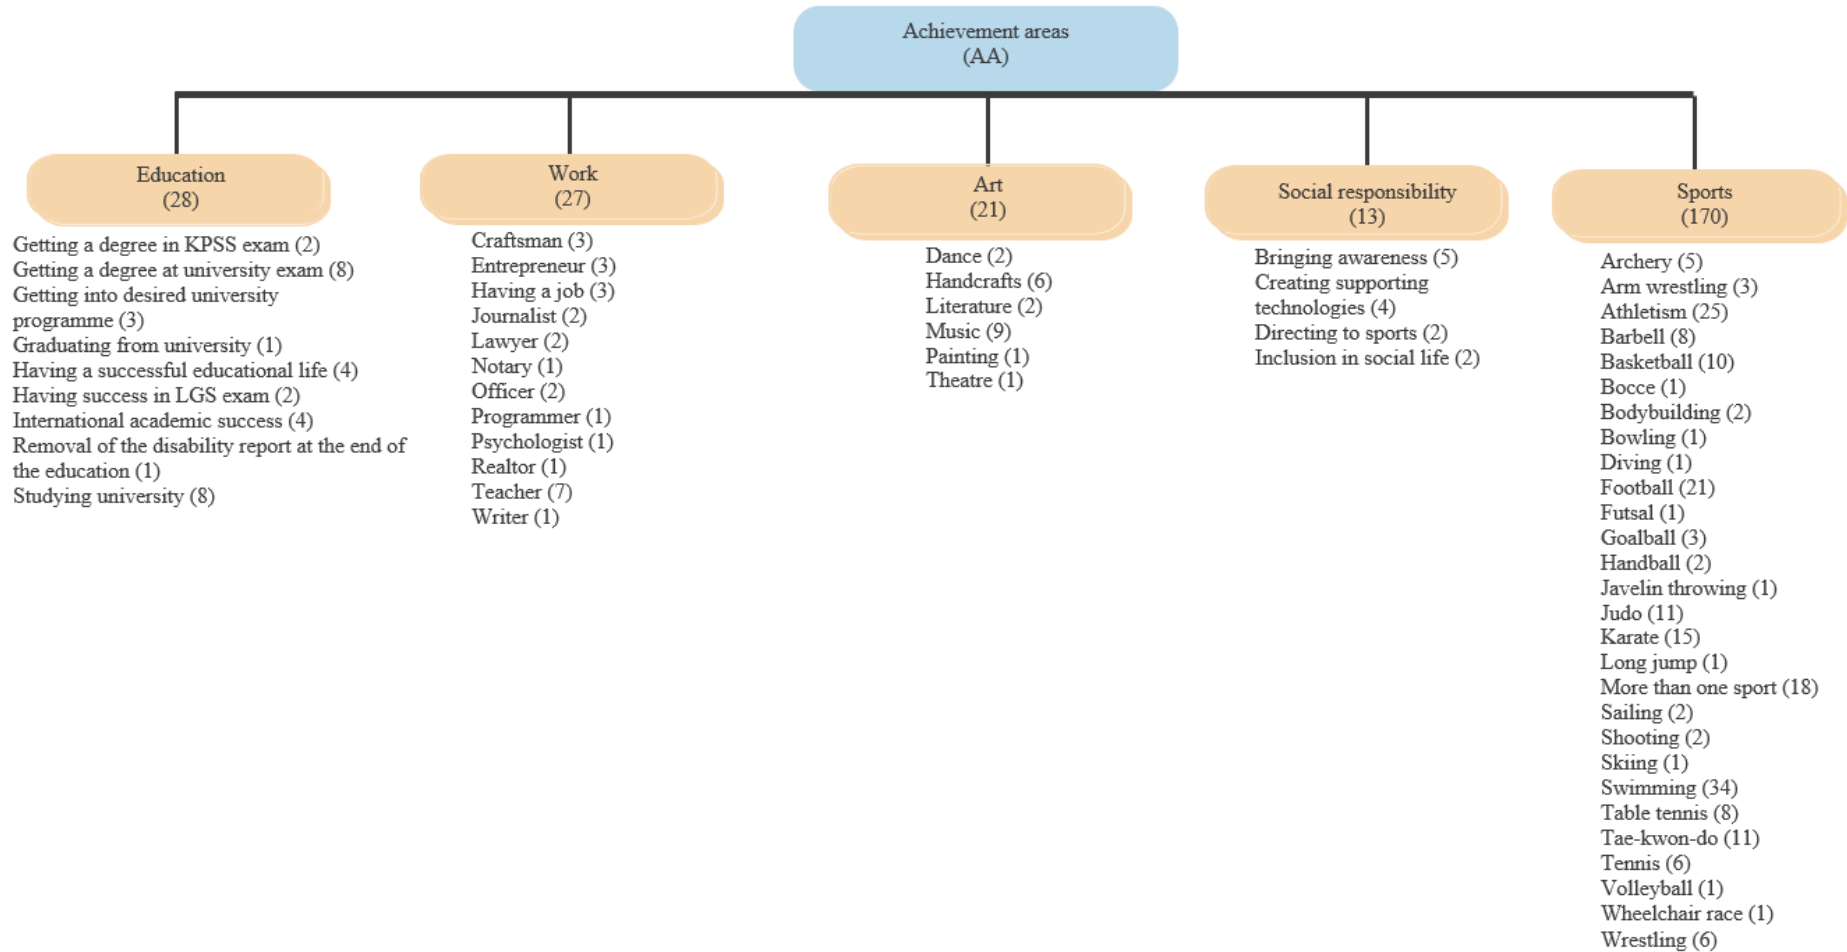 Achievement areas
(AA)
Education
(28)
Getting a degree in KPSS exam (2)
Getting a degree at university exam (8)
Getting into desired university
programme (3)
Graduating from university (1)
Having a successful educational life (4)
Having success in LGS exam (2)
International academic success (4)
Removal of the disability report at the end of
the education (1)
Studying university (8)
Work
(27)
Craftsman (3)
Entrepreneur (3)
Having a job (3)
Journalist (2)
Lawyer (2)
Notary (1)
Officer (2)
Programmer (1)
Psychologist (1)
Realtor (1)
Teacher (7)
Writer (1)
Art
(21)
Dance (2)
Handcrafts (6)
Literature (2)
Music (9)
Painting (1)
Theatre (1)
Social responsibility
(13)
Bringing awareness (5)
Creating supporting
technologies (4)
Directing to sports (2)
Inclusion in social life (2)
Sports
(170)
Archery (5)
Arm wrestling (3)
Athletism (25)
Barbell (8)
Basketball (10)
Bocce (1)
Bodybuilding (2)
Bowling (1)
Diving (1)
Football (21)
Futsal (1)
Goalball (3)
Handball (2)
Javelin throwing (1)
Judo (11)
Karate (15)
Long jump (1)
More than one sport (18)
Sailing (2)
Shooting (2)
Skiing (1)
Swimming (34)
Table tennis (8)
Tae-kwon-do (11)
Tennis (6)
Volleyball (1)
Wheelchair race (1)
Wrestling (6)